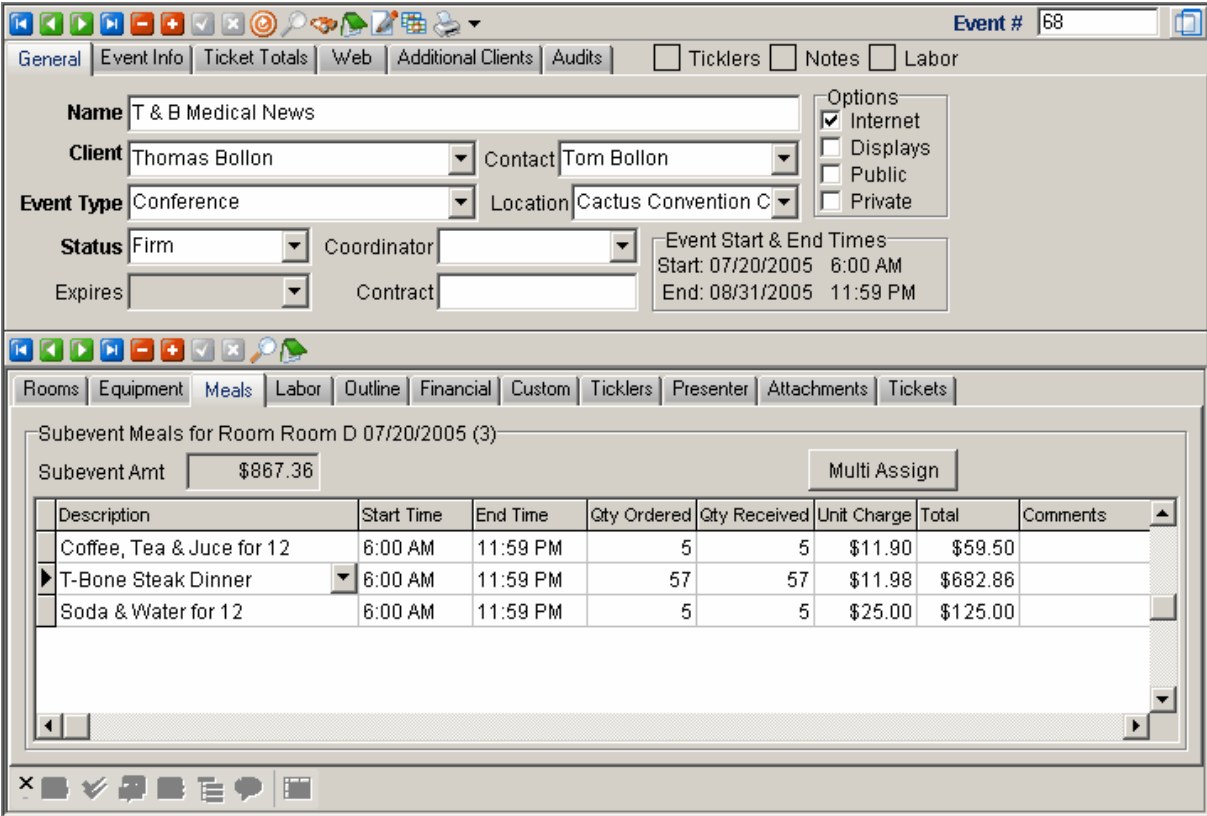 Event # 68
General Event Info Ticket Totals Web Additional Clients Audits Ticklers Notes Labor
Name T & B Medical News
Options
Internet
Client Thomas Bollon Contact Tom Bollon
Displays
Public
Event Type Conference Location Cactus Convention C
Private
Status Firm Coordinator
Event Start & End Times
Start: 07/20/2005 6:00 AM
Expires Contract
End: 08/31/2005 11:59 PM
Rooms Equipment Meals Labor Outline Financial Custom Ticklers Presenter Attachments Tickets
Subevent Meals for Room Room D 07/20/2005 (3)
Subevent Amt $867.36 Multi Assign
Description Start Time End Time Qty Ordered Qty Received Unit Charge Total Comments
Coffee, Tea & Juce for 12 6:00 AM 11:59 PM 5 5 $11.90 $59.50
T-Bone Steak Dinner 6:00 AM 11:59 PM 57 57 $11.98 $682.86
Soda & Water for 12 6:00 AM 11:59 PM 5 5 $25.00 $125.00